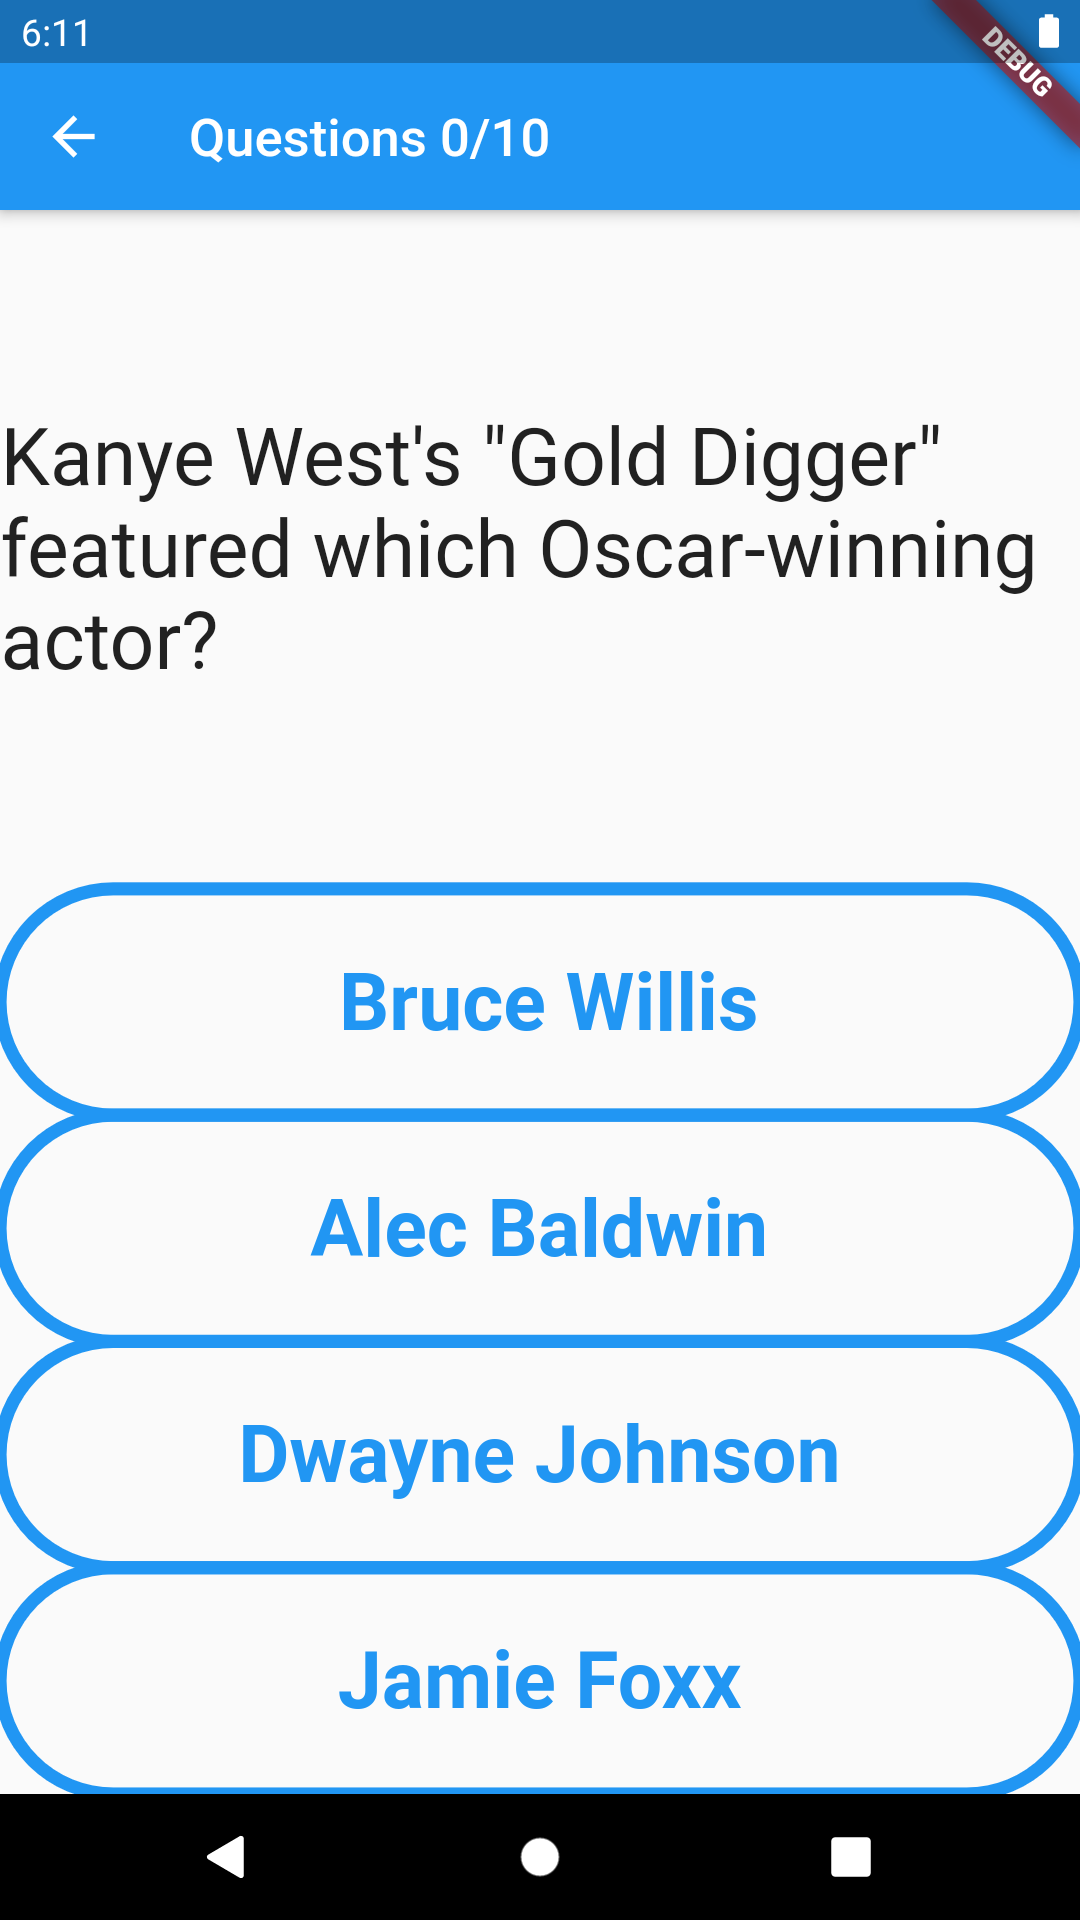 6:11
DEBUG
Questions 0/10
Kanye West's "Gold Digger"
featured which Oscar-winning
actor?
Bruce Willis
Alec Baldwin
Dwayne Johnson
Jamie Foxx